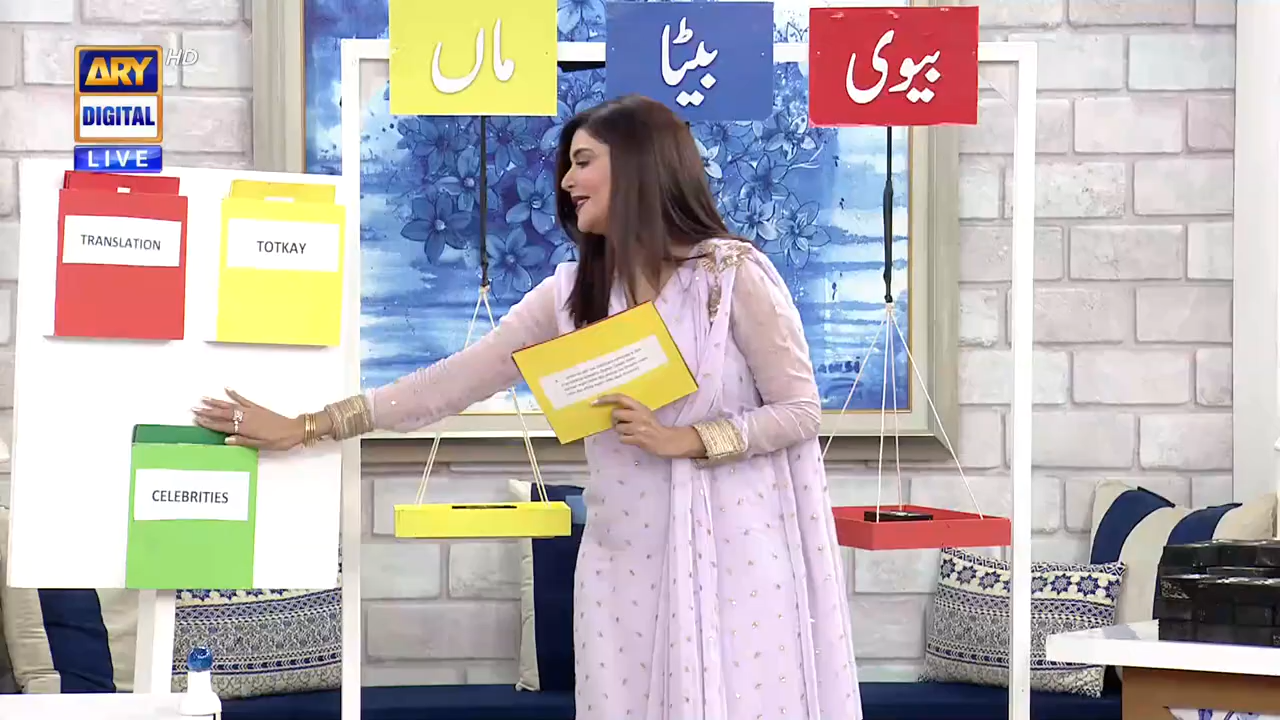 ARY
HD
DIGITAL
LIVE
ماں
بیٹا
بیوی
TRANSLATION
TOTKAY
CELEBRITIES